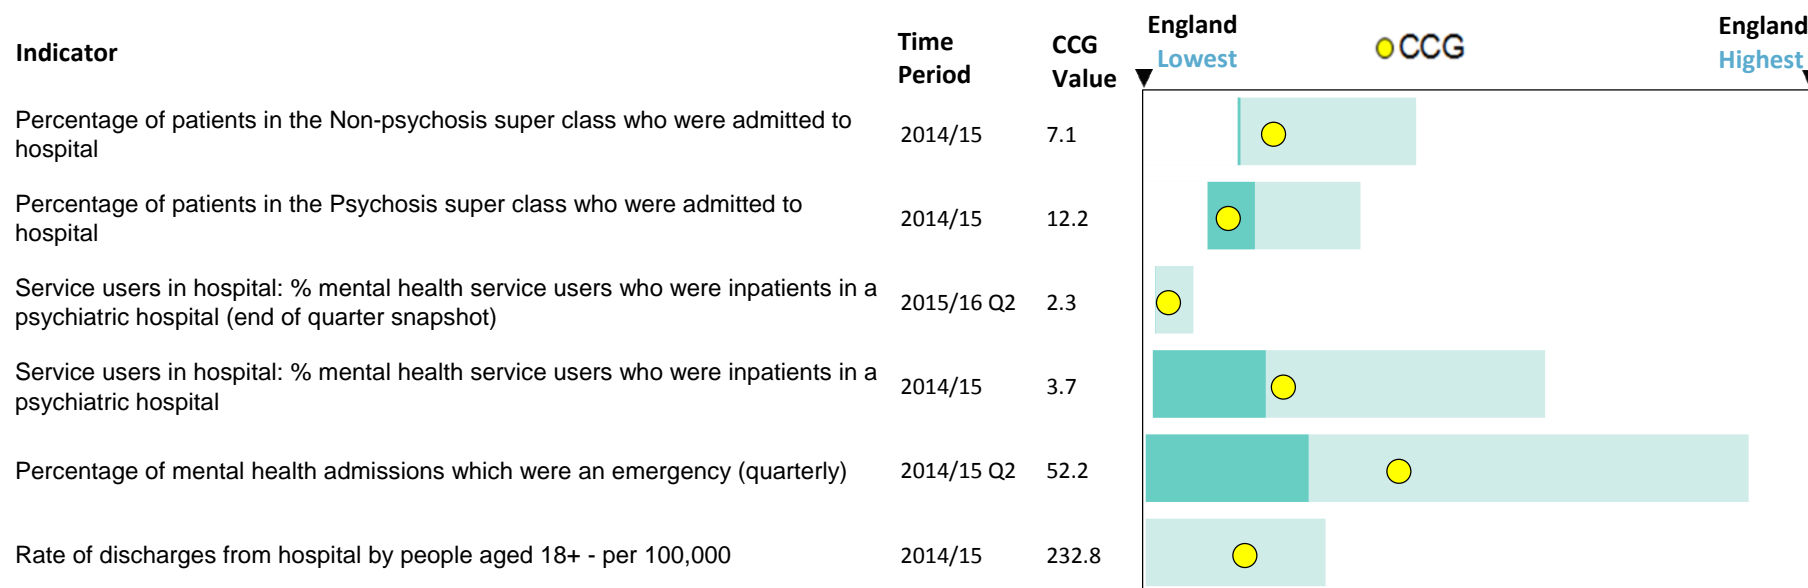 Indicator
Time
Period
CCG
Value
England
Lowest
CCG
England
Highest
Percentage of patients in the Non-psychosis super class who were admitted to
hospital
2014/15
7.1
Percentage of patients in the Psychosis super class who were admitted to
hospital
2014/15
12.2
Service users in hospital: % mental health service users who were inpatients in a
psychiatric hospital (end of quarter snapshot)
2015/16 Q2
2.3
Service users in hospital: % mental health service users who were inpatients in a
psychiatric hospital
2014/15
3.7
Percentage of mental health admissions which were an emergency (quarterly)
2014/15 Q2
52.2
Rate of discharges from hospital by people aged 18+ - per 100,000
2014/15
232.8